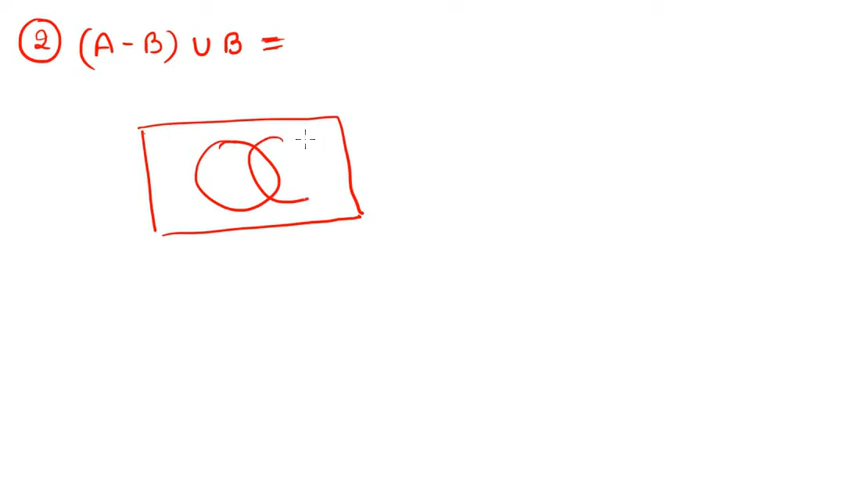 ② (A - B) ∪ B =